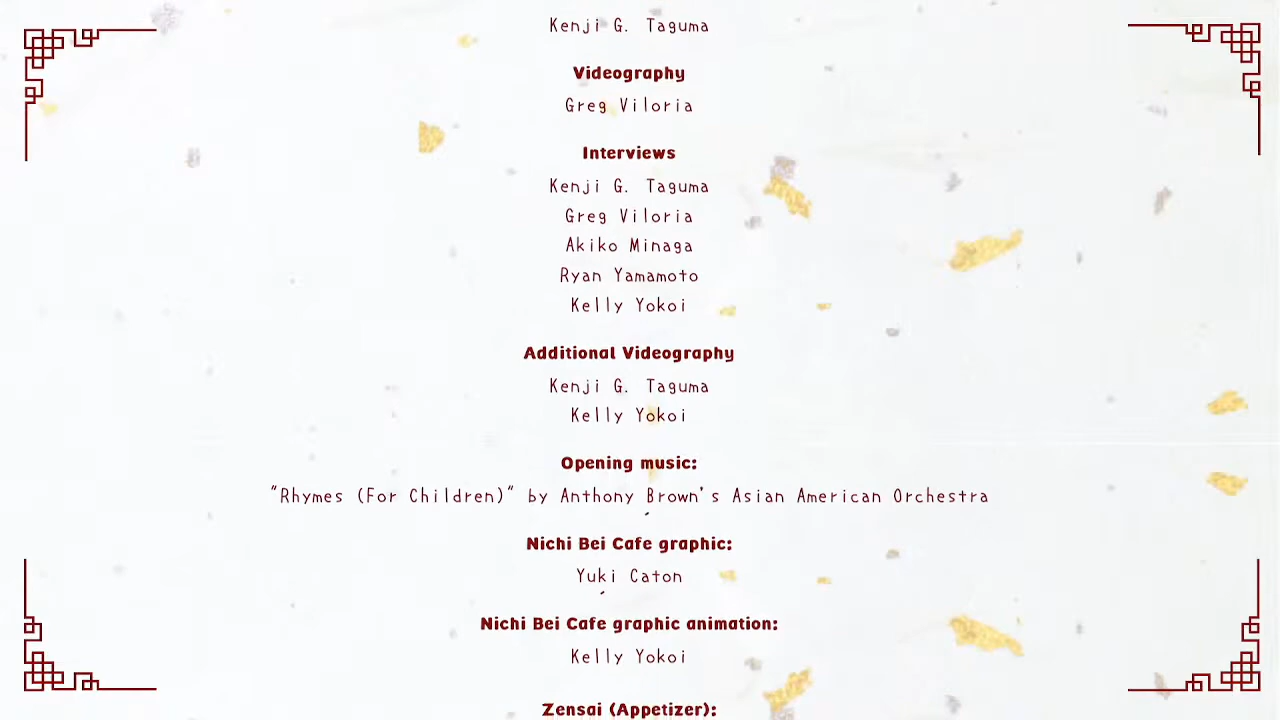 Kenji G. Taguma
Videography
Greg Viloria
Interviews
Kenji G. Taguma
Greg Viloria
Akiko Minaga
Ryan Yamamoto
Kelly Yokoi
Additional Videography
Kenji G. Taguma
Kelly Yokoi
Opening music:
"Rhymes (For Children)" by Anthony Brown's Asian American Orchestra
Nichi Bei Cafe graphic:
Yuki Caton
Nichi Bei Cafe graphic animation:
Kelly Yokoi
Zensai (Appetizer):